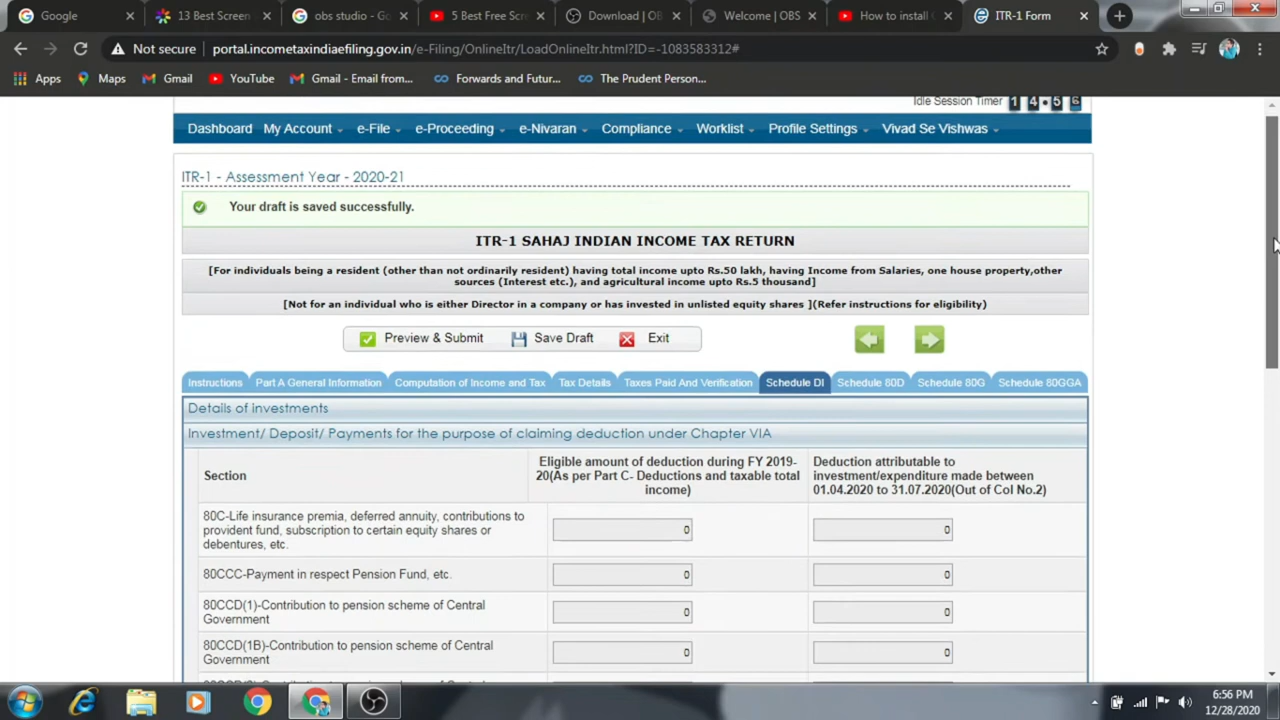 Google
13 Best Screen
obs studio - Go
5 Best Free Scre
Download | OB
Welcome | OBS
How to install O
ITR-1 Form
Not secure
portal.incometaxindiaefiling.gov.in/e-Filing/OnlineItr/LoadOnlineItr.html?ID=-1083583312#
Apps
Maps
Gmail
YouTube
Gmail - Email from...
Forwards and Futur...
The Prudent Person...
Idle Session Timer
Dashboard My Account e-File e-Proceeding e-Nivaran Compliance Worklist Profile Settings Vivad Se Vishwas
ITR-1 - Assessment Year - 2020-21
Your draft is saved successfully.
ITR-1 SAHAJ INDIAN INCOME TAX RETURN
[For individuals being a resident (other than not ordinarily resident) having total income upto Rs.50 lakh, having Income from Salaries, one house property,other
sources (Interest etc.), and agricultural income upto Rs.5 thousand]
[Not for an individual who is either Director in a company or has invested in unlisted equity shares ](Refer instructions for eligibility)
Preview & Submit Save Draft Exit
Instructions Part A General Information Computation of Income and Tax Tax Details Taxes Paid And Verification Schedule DI Schedule 80D Schedule 80G Schedule 80GGA
Details of investments
Investment/ Deposit/ Payments for the purpose of claiming deduction under Chapter VIA
Section
Eligible amount of deduction during FY 2019-
20(As per Part C- Deductions and taxable total
income)
Deduction attributable to
investment/expenditure made between
01.04.2020 to 31.07.2020(Out of Col No.2)
80C-Life insurance premia, deferred annuity, contributions to
provident fund, subscription to certain equity shares or
debentures, etc.
0
0
80CCC-Payment in respect Pension Fund, etc.
0
0
80CCD(1)-Contribution to pension scheme of Central
Government
0
0
80CCD(1B)-Contribution to pension scheme of Central
Government
0
0
6:56 PM
12/28/2020